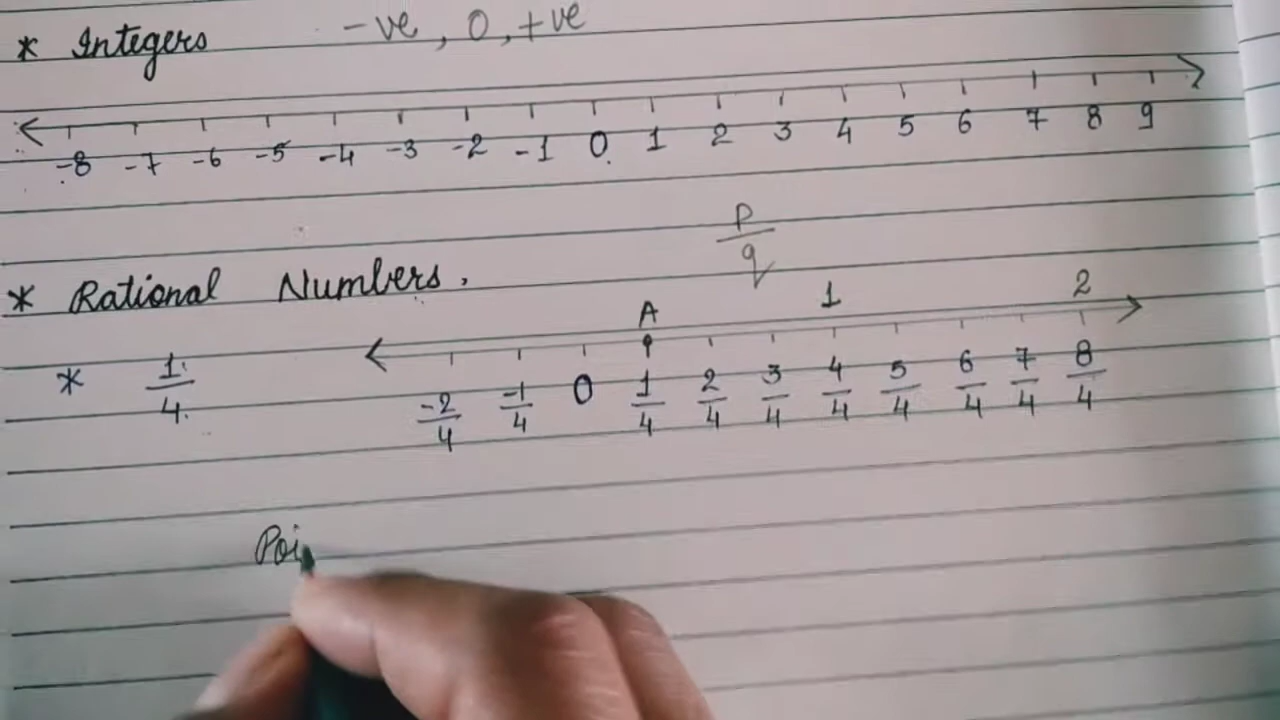 * Integers -ve, 0, +ve
-8 -7 -6 -5 -4 -3 -2 -1 0 1 2 3 4 5 6 7 8 9
p/q
* Rational Numbers.
A 1 2
* 1/4 -2/4 -1/4 0 1/4 2/4 3/4 4/4 5/4 6/4 7/4 8/4
Poi